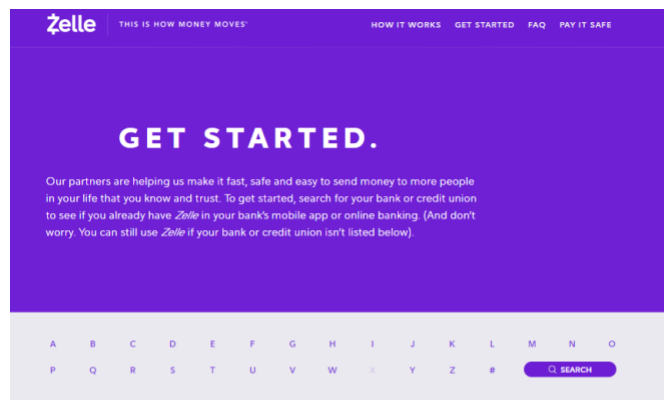 Zelle THIS IS HOW MONEY MOVES® HOW IT WORKS GET STARTED FAQ PAY IT SAFE
GET STARTED.
Our partners are helping us make it fast, safe and easy to send money to more people
in your life that you know and trust. To get started, search for your bank or credit union
to see if you already have Zelle in your bank's mobile app or online banking. (And don't
worry. You can still use Zelle if your bank or credit union isn't listed below).
A B C D E F G H I J K L M N O
P Q R S T U V W X Y Z # SEARCH